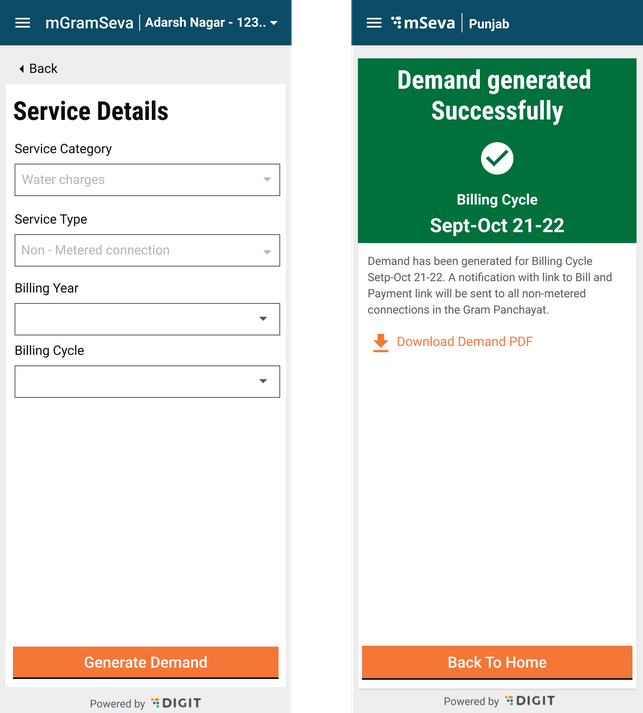 mGramSeva | Adarsh Nagar - 123..
Back
Service Details
Service Category
Water charges
Service Type
Non - Metered connection
Billing Year
Billing Cycle
Generate Demand
Powered by DIGIT
mSeva | Punjab
Demand generated
Successfully
Billing Cycle
Sept-Oct 21-22
Demand has been generated for Billing Cycle
Setp-Oct 21-22. A notification with link to Bill and
Payment link will be sent to all non-metered
connections in the Gram Panchayat.
Download Demand PDF
Back To Home
Powered by DIGIT